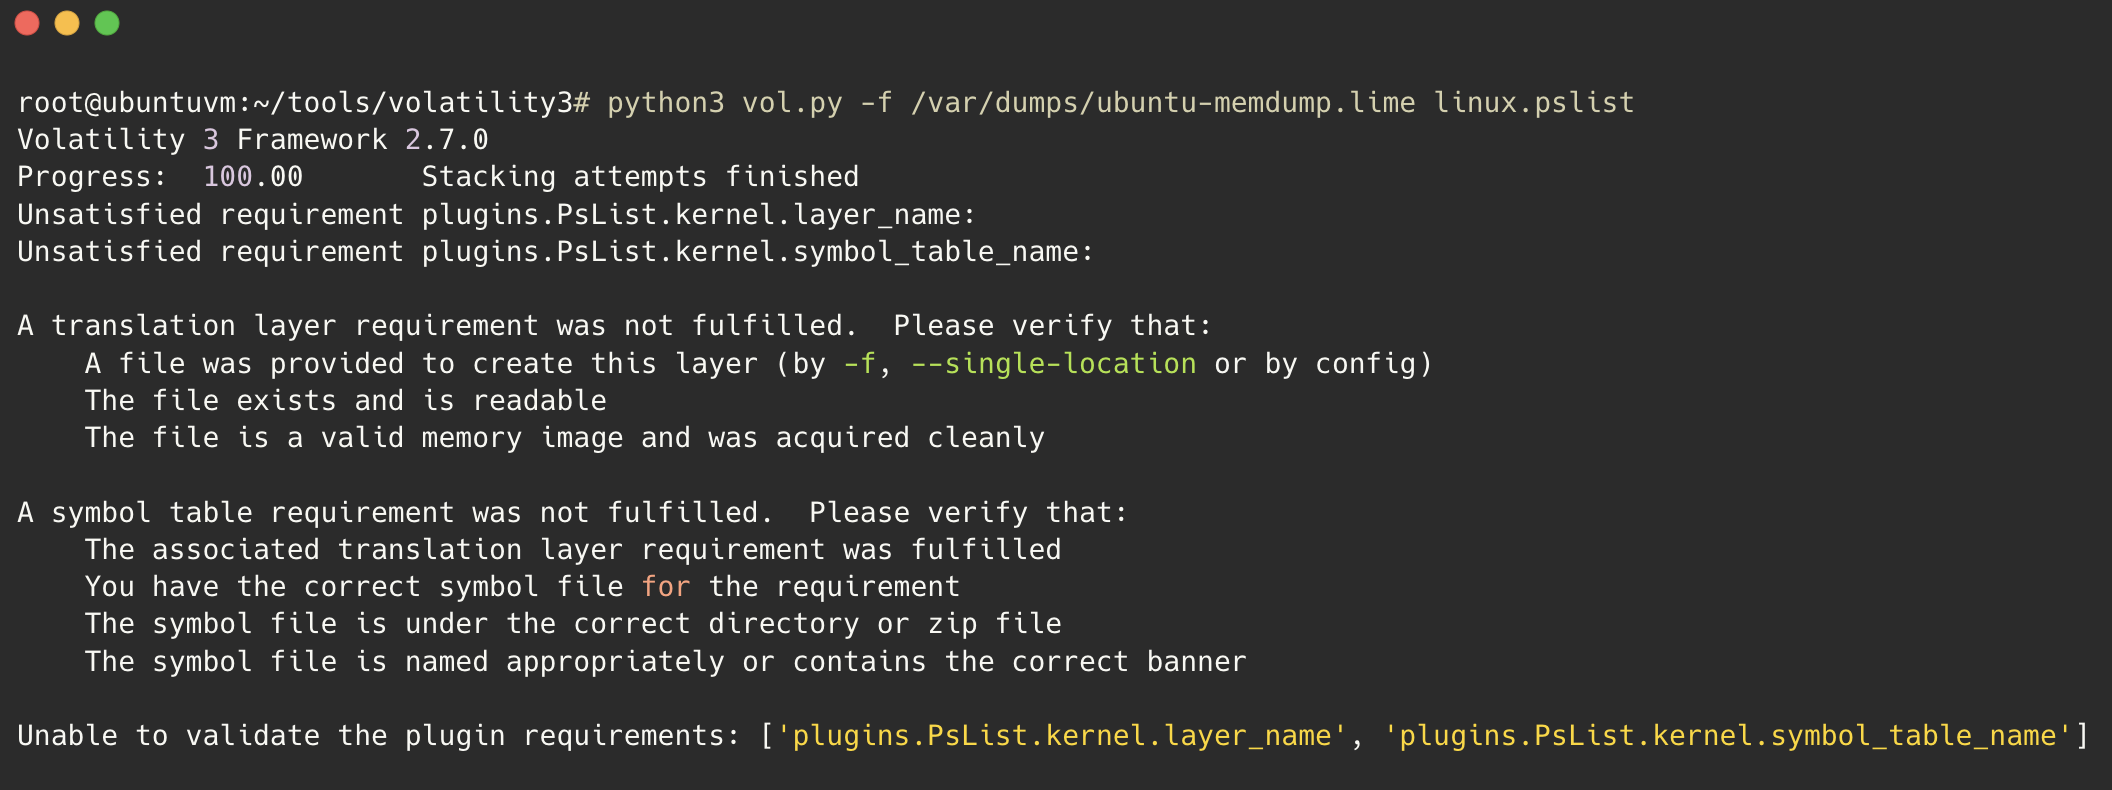 root@ubuntuvm:~/tools/volatility3# python3 vol.py -f /var/dumps/ubuntu-memdump.lime linux.pslist
Volatility 3 Framework 2.7.0
Progress:  100.00       Stacking attempts finished
Unsatisfied requirement plugins.PsList.kernel.layer_name:
Unsatisfied requirement plugins.PsList.kernel.symbol_table_name:

A translation layer requirement was not fulfilled.  Please verify that:
    A file was provided to create this layer (by -f, --single-location or by config)
    The file exists and is readable
    The file is a valid memory image and was acquired cleanly

A symbol table requirement was not fulfilled.  Please verify that:
    The associated translation layer requirement was fulfilled
    You have the correct symbol file for the requirement
    The symbol file is under the correct directory or zip file
    The symbol file is named appropriately or contains the correct banner

Unable to validate the plugin requirements: ['plugins.PsList.kernel.layer_name', 'plugins.PsList.kernel.symbol_table_name']